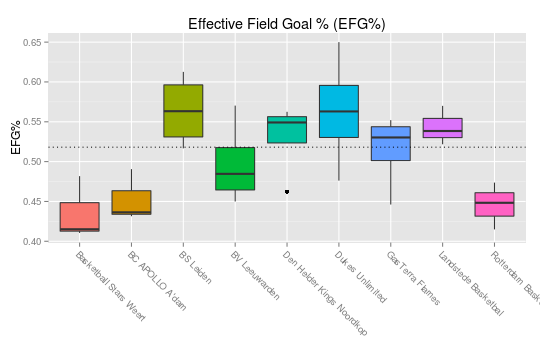 Effective Field Goal % (EFG%)
EFG%
0.65
0.60
0.55
0.50
0.45
0.40
Basketball Stars Weert
BC APOLLO A'dam
BS Leiden
BV Leeuwarden
Den Helder Kings Noordkop
Dukes Unlimited
GasTerra Flames
Landstede Basketbal
Rotterdam Bask